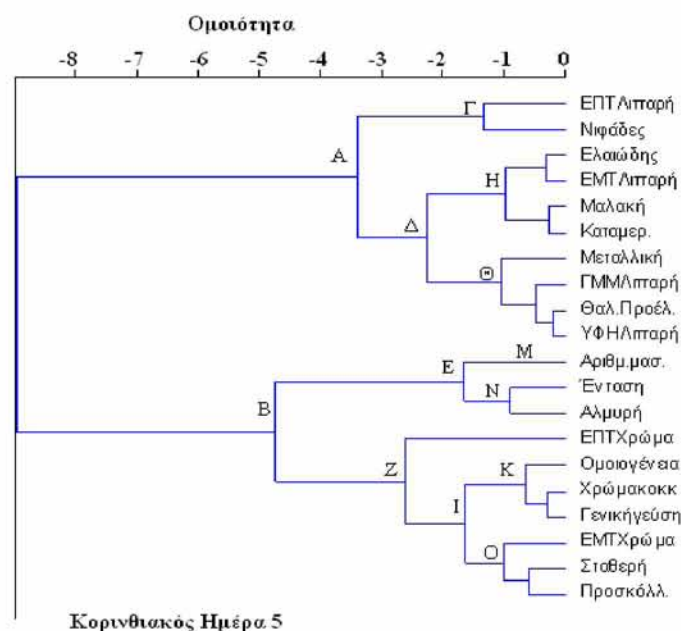 Ομοιότητα
-8 -7 -6 -5 -4 -3 -2 -1 0
Γ ΕΠΤΛιπαρή
Νιφάδες
Α
Ελαιώδης
Η ΕΜΤΛιπαρή
Μαλακή
Δ Καταμερ.
Μεταλλική
Θ ΓΜΜΛιπαρή
Θαλ.Προέλ.
ΥΦΗΛιπαρή
Μ Αριθμ.μασ.
Ε
Ν Ένταση
Β Αλμυρή
ΕΠΤΧρώμα
Ζ Κ Ομοιογένεια
Χρώμακοκκ
Ι Γενικήγεύση
Ο ΕΜΤΧρώμα
Σταθερή
Προσκόλλ.
Κορινθιακός Ημέρα 5